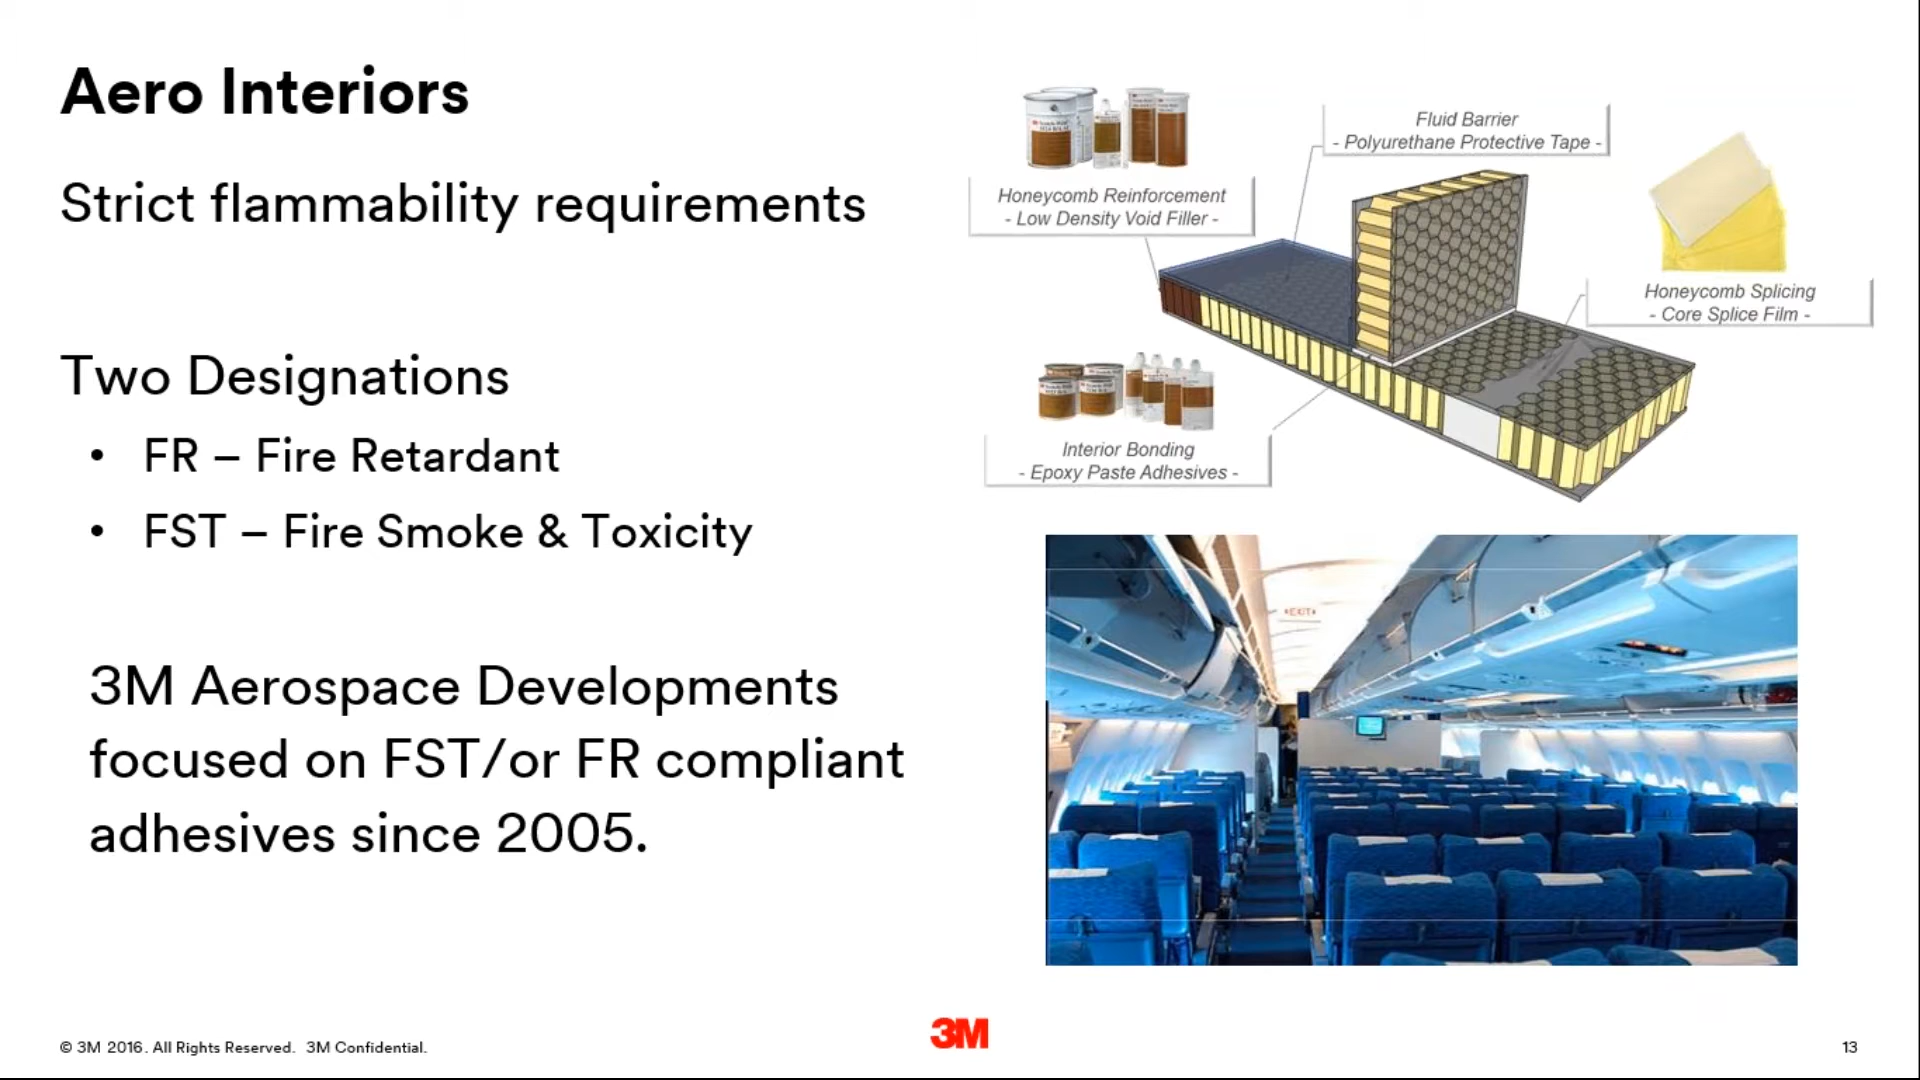 Aero Interiors
Strict flammability requirements
Two Designations
• FR – Fire Retardant
• FST – Fire Smoke & Toxicity
3M Aerospace Developments
focused on FST/or FR compliant
adhesives since 2005.
Honeycomb Reinforcement
- Low Density Void Filler -
Fluid Barrier
- Polyurethane Protective Tape -
Honeycomb Splicing
- Core Splice Film -
Interior Bonding
- Epoxy Paste Adhesives -
EXIT
© 3M 2016. All Rights Reserved. 3M Confidential.
3M
13